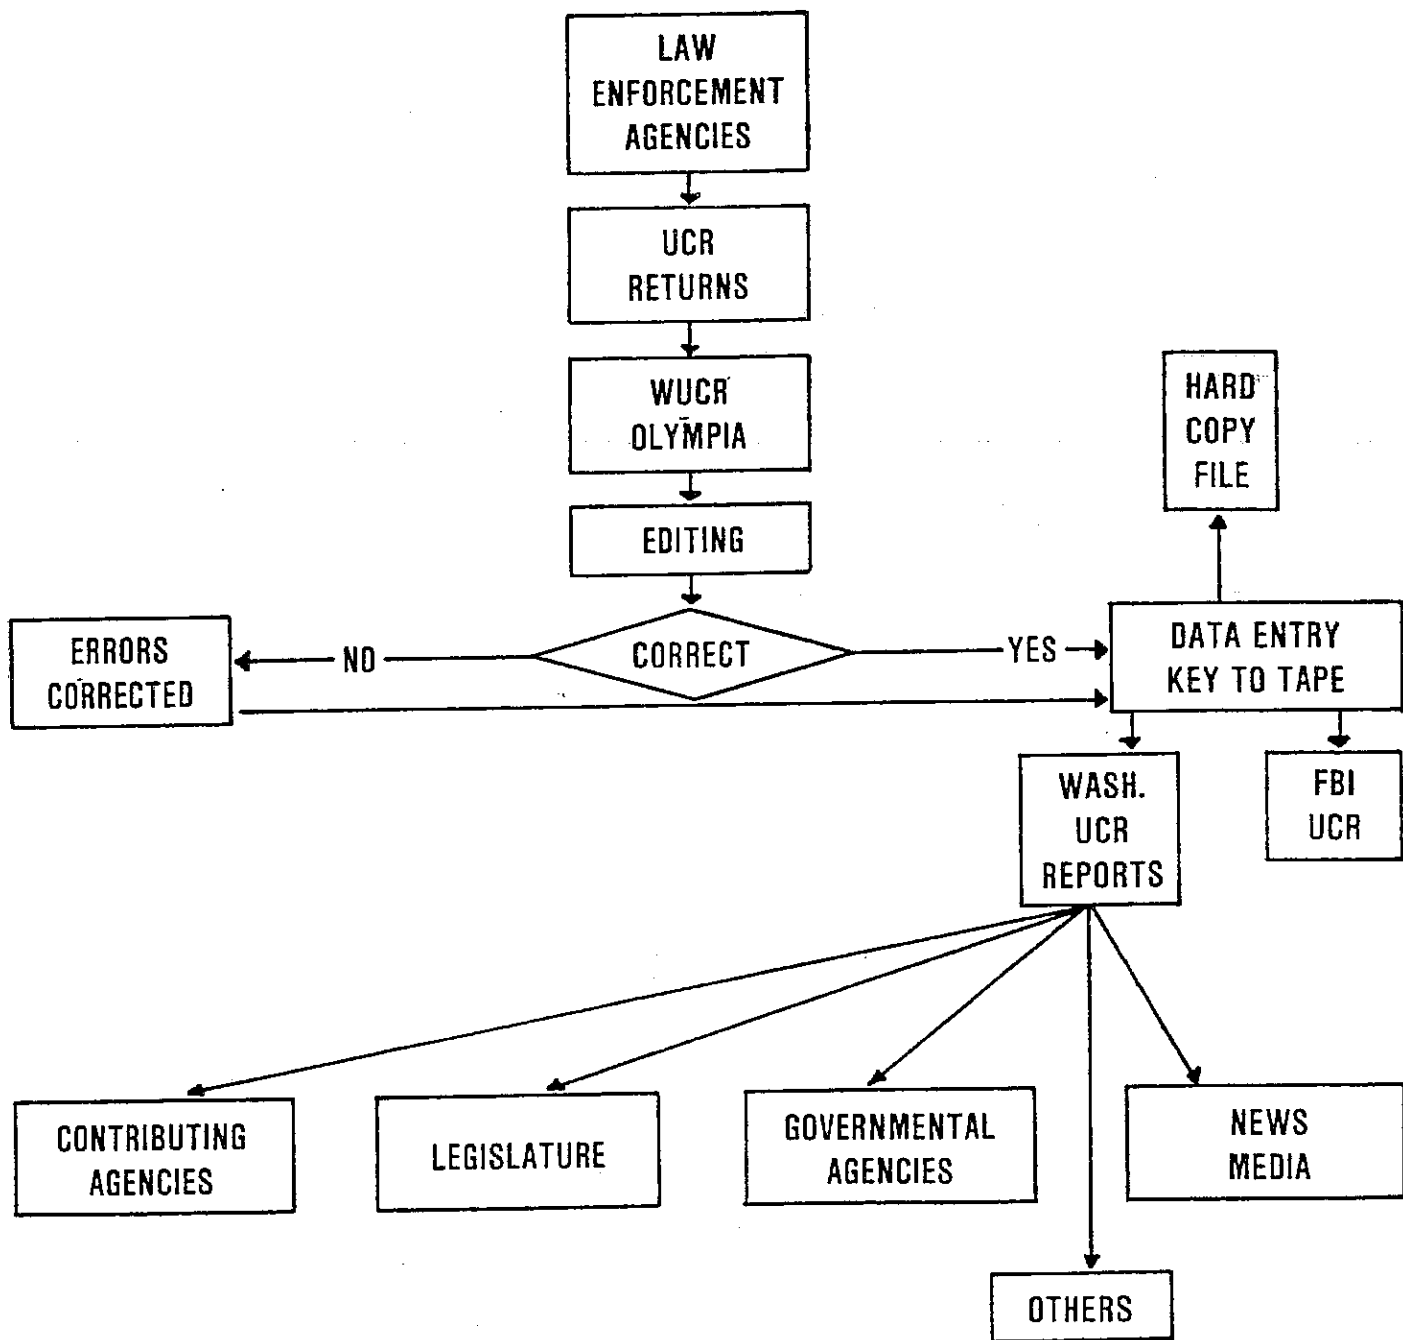 LAW
ENFORCEMENT
AGENCIES
UCR
RETURNS
WUCR
OLYMPIA
HARD
COPY
FILE
EDITING
ERRORS
CORRECTED
NO
CORRECT
YES
DATA ENTRY
KEY TO TAPE
WASH.
UCR
REPORTS
FBI
UCR
CONTRIBUTING
AGENCIES
LEGISLATURE
GOVERNMENTAL
AGENCIES
NEWS
MEDIA
OTHERS